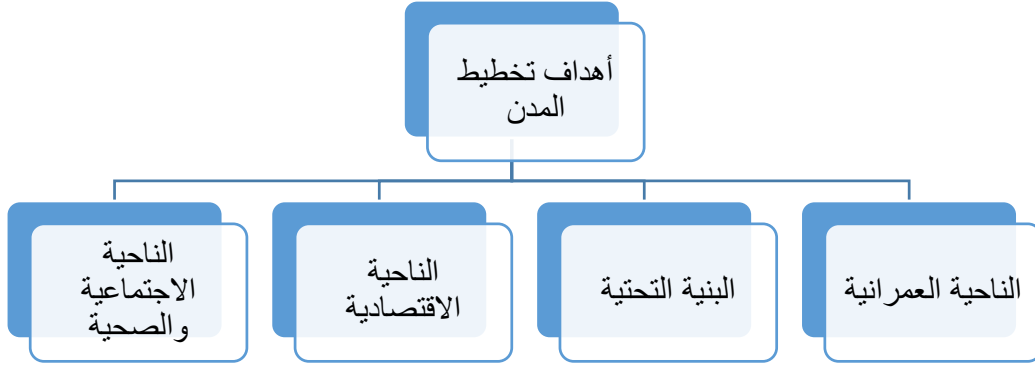 أهداف تخطيط
المدن
الناحية العمرانية
البنية التحتية
الناحية
الاقتصادية
الناحية
الاجتماعية
والصحية